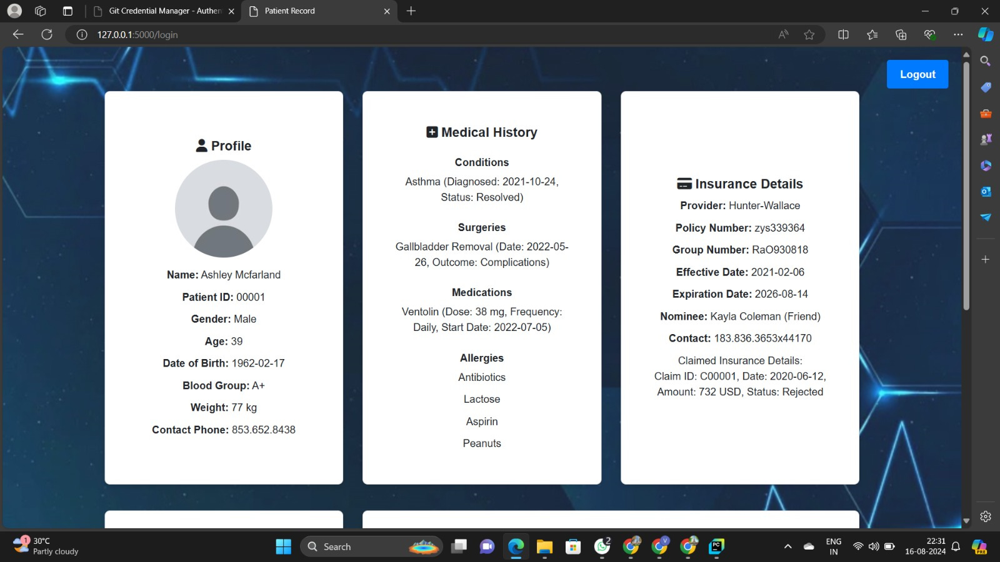 Git Credential Manager - Authen
Patient Record
127.0.0.1:5000/login
Logout
Profile
Name: Ashley Mcfarland
Patient ID: 00001
Gender: Male
Age: 39
Date of Birth: 1962-02-17
Blood Group: A+
Weight: 77 kg
Contact Phone: 853.652.8438
Medical History
Conditions
Asthma (Diagnosed: 2021-10-24,
Status: Resolved)
Surgeries
Gallbladder Removal (Date: 2022-05-
26, Outcome: Complications)
Medications
Ventolin (Dose: 38 mg, Frequency:
Daily, Start Date: 2022-07-05)
Allergies
Antibiotics
Lactose
Aspirin
Peanuts
Insurance Details
Provider: Hunter-Wallace
Policy Number: zys339364
Group Number: RaO930818
Effective Date: 2021-02-06
Expiration Date: 2026-08-14
Nominee: Kayla Coleman (Friend)
Contact: 183.836.3653x44170
Claimed Insurance Details:
Claim ID: C00001, Date: 2020-06-12,
Amount: 732 USD, Status: Rejected
1
30°C
Partly cloudy
Search
2
V
PC
ENG
IN
22:31
16-08-2024
PRE